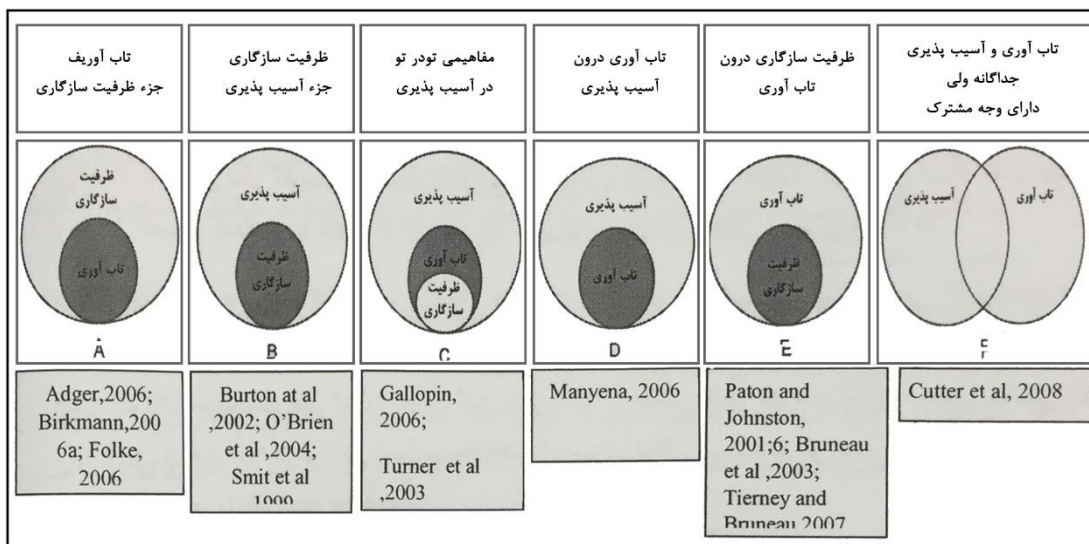 تاب آوریف
جزء ظرفیت سازگاری
ظرفیت سازگاری
جزء آسیب پذیری
مفاهیمی تودر تو
در آسیب پذیری
تاب آوری درون
آسیب پذیری
ظرفیت سازگاری درون
تاب آوری
تاب آوری و آسیب پذیری
جداگانه ولی
دارای وجه مشترک
ظرفیت
سازگاری
تاب آوری
A
آسیب پذیری
ظرفیت
سازگاری
B
آسیب پذیری
تاب آوری
ظرفیت
سازگاری
C
آسیب پذیری
تاب آوری
D
تاب آوری
ظرفیت
سازگاری
E
آسیب پذیری
تاب آوری
F
Adger,2006;
Birkmann,200
6a; Folke,
2006
Burton at al
,2002; O’Brien
et al ,2004;
Smit et al
1999
Gallopin,
2006;
Turner et al
,2003
Manyena, 2006
Paton and
Johnston,
2001;6; Bruneau
et al ,2003;
Tierney and
Bruneau 2007
Cutter et al, 2008